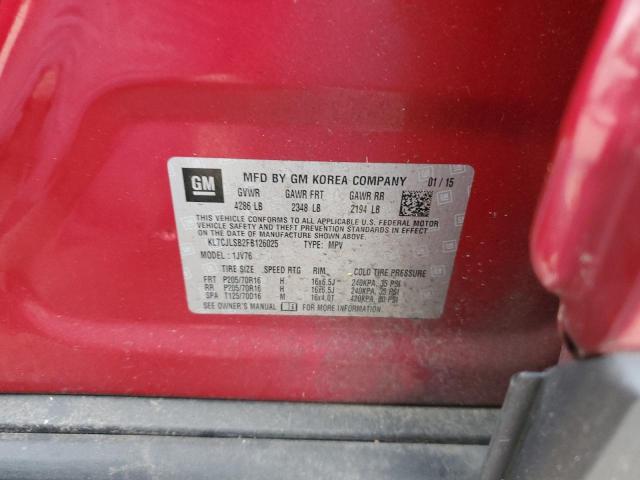 GM
MFD BY GM KOREA COMPANY 01 / 15
GVWR GAWR FRT GAWR RR
4286 LB 2348 LB 2194 LB
THIS VEHICLE CONFORMS TO ALL APPLICABLE U.S. FEDERAL MOTOR
VEHICLE SAFETY AND THEFT PREVENTION STANDARDS IN EFFECT ON
THE DATE OF MANUFACTURE SHOWN ABOVE.
KL7CJLSB2FB126025 TYPE: MPV
MODEL: 1JV76
TIRE SIZE SPEED RTG RIM COLD TIRE PRESSURE
FRT P205/70R16 H 16x6.5J 240KPA, 35 PSI
RR P205/70R16 H 16x6.5J 240KPA, 35 PSI
SPA T125/70D16 M 16x4.0T 420KPA, 60 PSI
SEE OWNER'S MANUAL FOR MORE INFORMATION